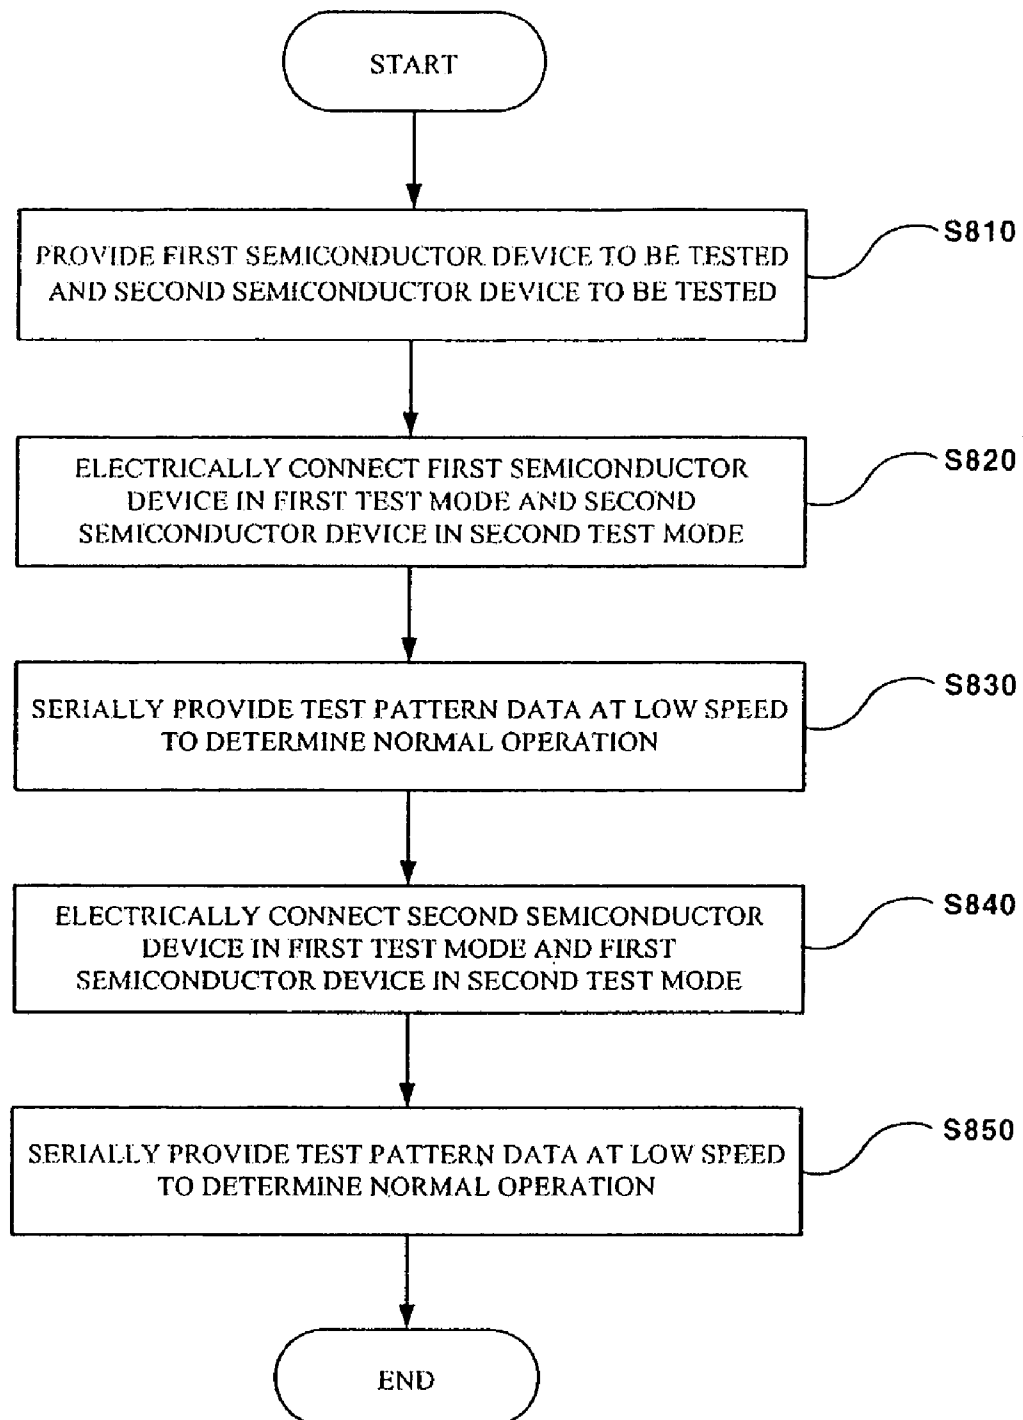 START
PROVIDE FIRST SEMICONDUCTOR DEVICE TO BE TESTED
AND SECOND SEMICONDUCTOR DEVICE TO BE TESTED
S810
ELECTRICALLY CONNECT FIRST SEMICONDUCTOR
DEVICE IN FIRST TEST MODE AND SECOND
SEMICONDUCTOR DEVICE IN SECOND TEST MODE
S820
SERIALLY PROVIDE TEST PATTERN DATA AT LOW SPEED
TO DETERMINE NORMAL OPERATION
S830
ELECTRICALLY CONNECT SECOND SEMICONDUCTOR
DEVICE IN FIRST TEST MODE AND FIRST
SEMICONDUCTOR DEVICE IN SECOND TEST MODE
S840
SERIALLY PROVIDE TEST PATTERN DATA AT LOW SPEED
TO DETERMINE NORMAL OPERATION
S850
END